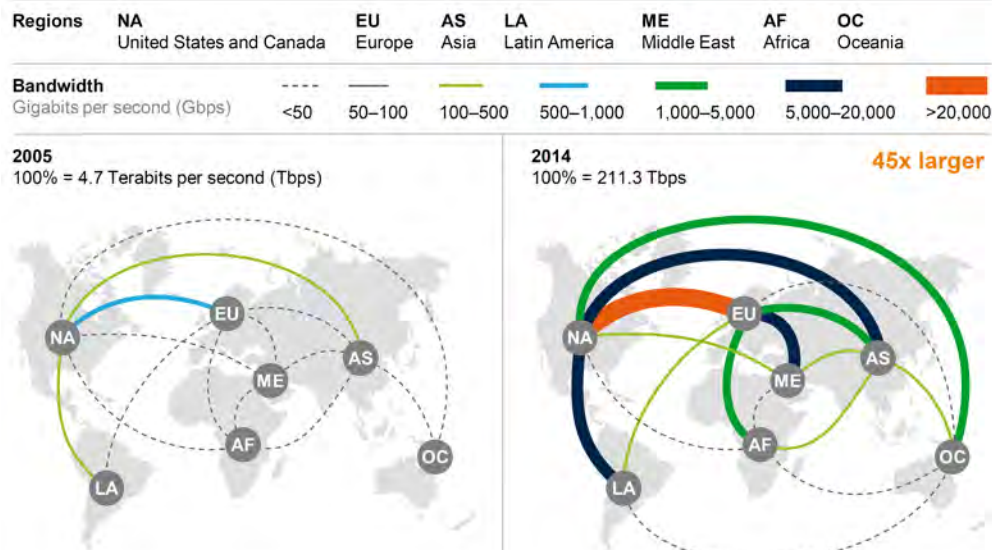 Regions NA EU AS LA ME AF OC
United States and Canada Europe Asia Latin America Middle East Africa Oceania
Bandwidth
Gigabits per second (Gbps)
<50 50–100 100–500 500–1,000 1,000–5,000 5,000–20,000 >20,000
2005
100% = 4.7 Terabits per second (Tbps)
NA
EU
AS
ME
AF
OC
LA
2014
45x larger
100% = 211.3 Tbps
NA
EU
AS
ME
AF
OC
LA